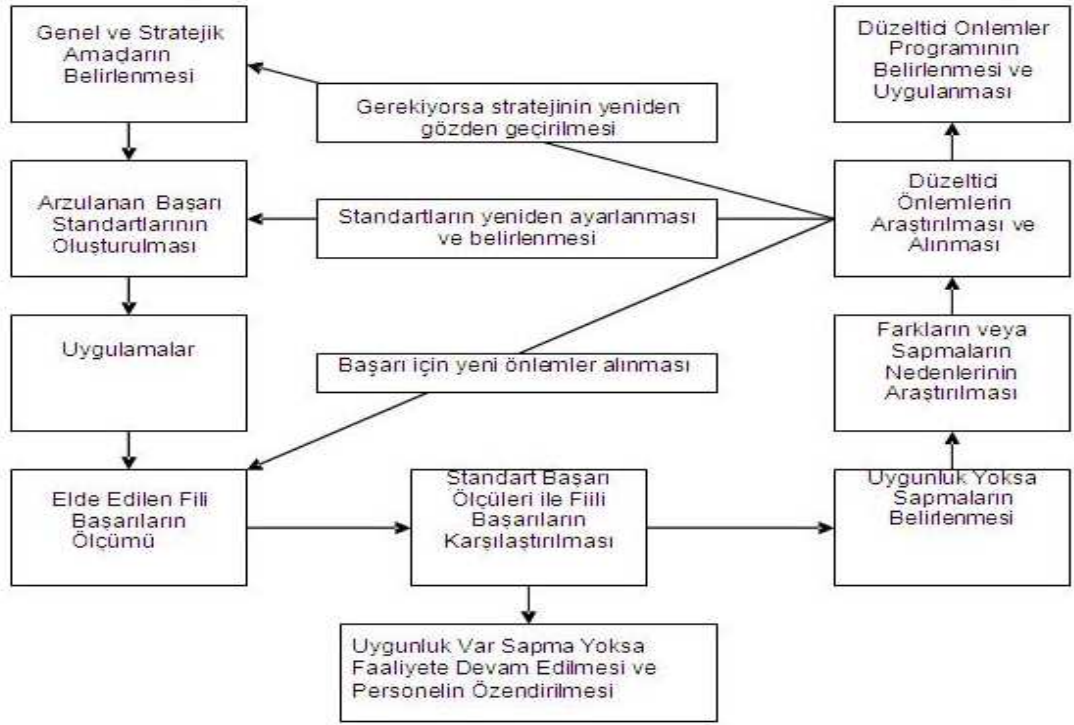 Genel ve Stratejik
Amaçların
Belirlenmesi
Gerekiyorsa stratejinin yeniden
gözden geçirilmesi
Düzeltici Onlemler
Programının
Belirlenmesi ve
Uygulanması
Arzulanan Başarı
Standartlarının
Oluşturulması
Standartların yeniden ayarlanması
ve belirlenmesi
Düzeltici
Önlemlerin
Araştırılması ve
Alınması
Uygulamalar
Başarı için yeni önlemler alınması
Farkların veya
Sapmaların
Nedenlerinin
Araştırılması
Elde Edilen Fili
Başarıların
Ölçümü
Standart Başarı
Ölçüleri ile Fiili
Başarıların
Karşılaştırılması
Uygunluk Yoksa
Sapmaların
Belirlenmesi
Uygunluk Var Sapma Yoksa
Faaliyete Devam Edilmesi ve
Personelin Özendirilmesi